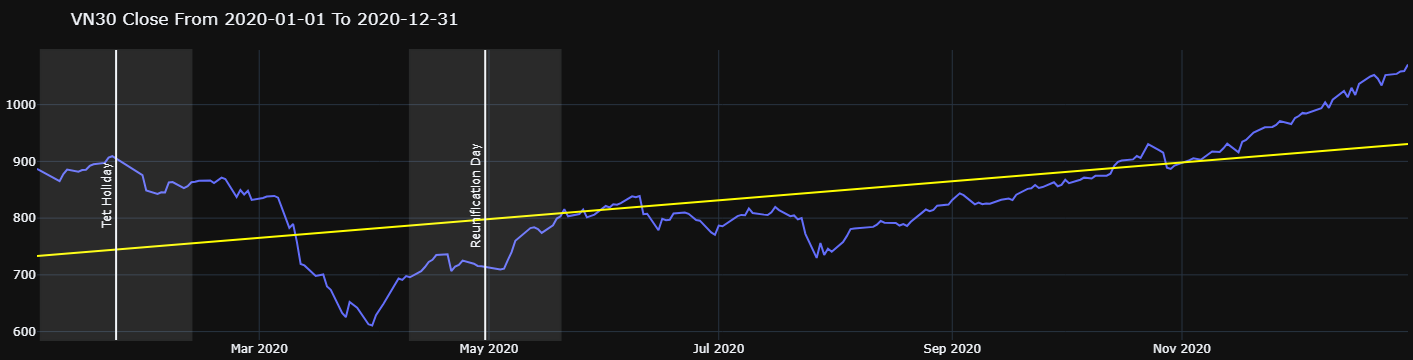 VN30 Close From 2020-01-01 To 2020-12-31
1000
900
800
700
600
Tet Holiday
Reunification Day
Mar 2020
May 2020
Jul 2020
Sep 2020
Nov 2020